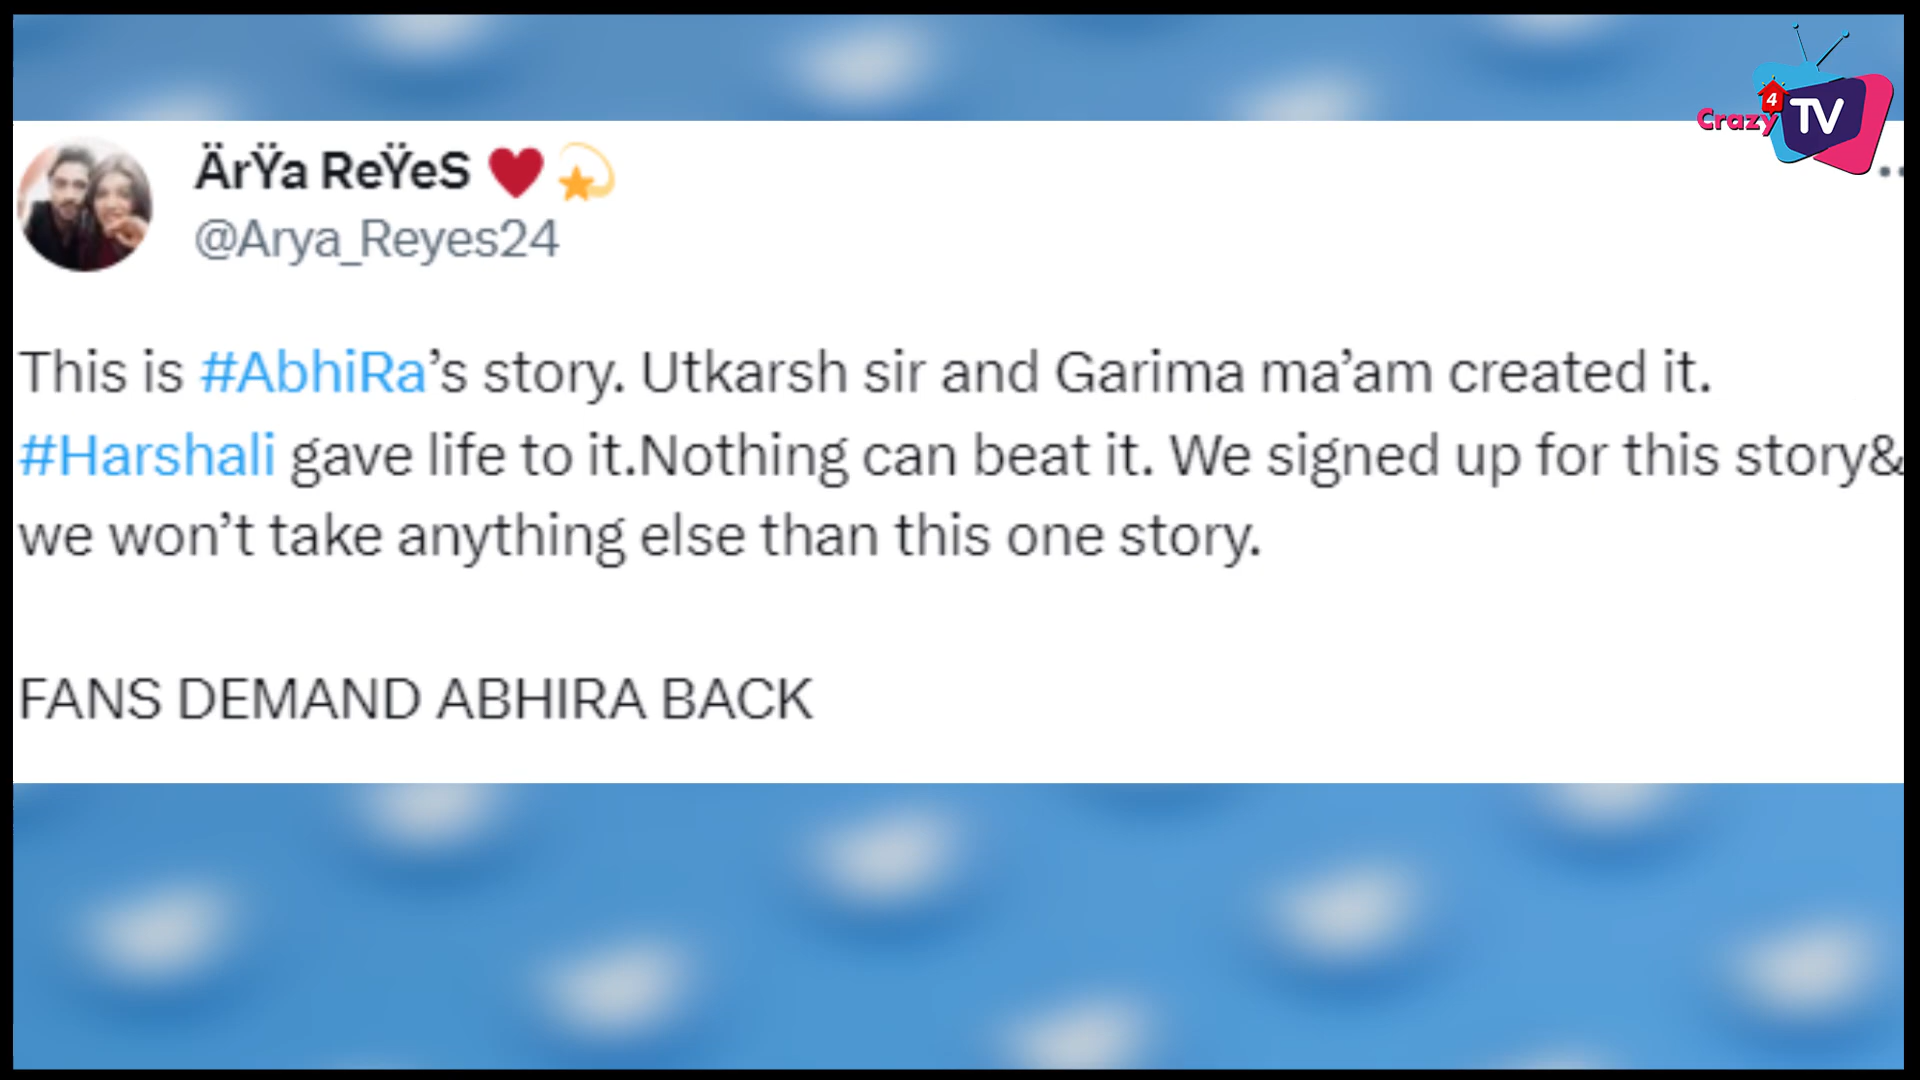 Crazy 4 TV
ÄrŸa ReŸeS ❤️💫
@Arya_Reyes24
This is #AbhiRa’s story. Utkarsh sir and Garima ma’am created it.
#Harshali gave life to it.Nothing can beat it. We signed up for this story&
we won’t take anything else than this one story.
FANS DEMAND ABHIRA BACK